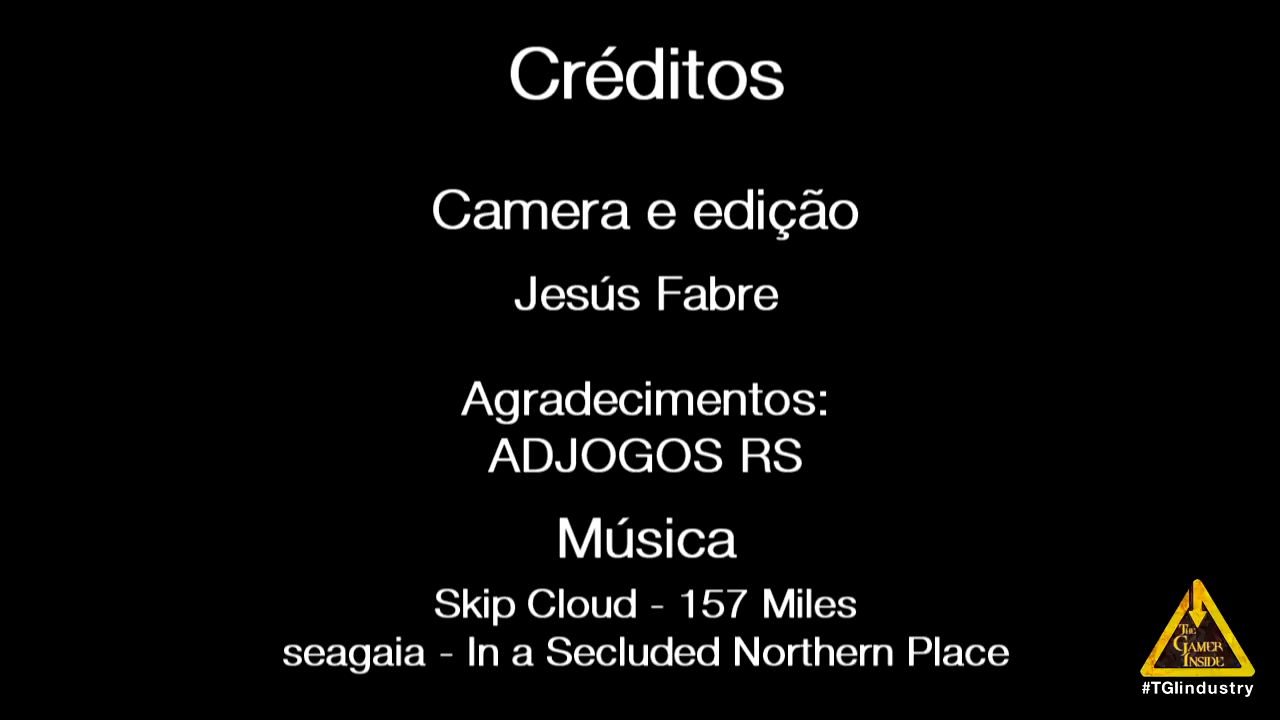 Créditos
Camera e edição
Jesús Fabre
Agradecimentos:
ADJOGOS RS
Música
Skip Cloud - 157 Miles
seagaia - In a Secluded Northern Place
THE
GAMER
INSIDE
#TGIindustry